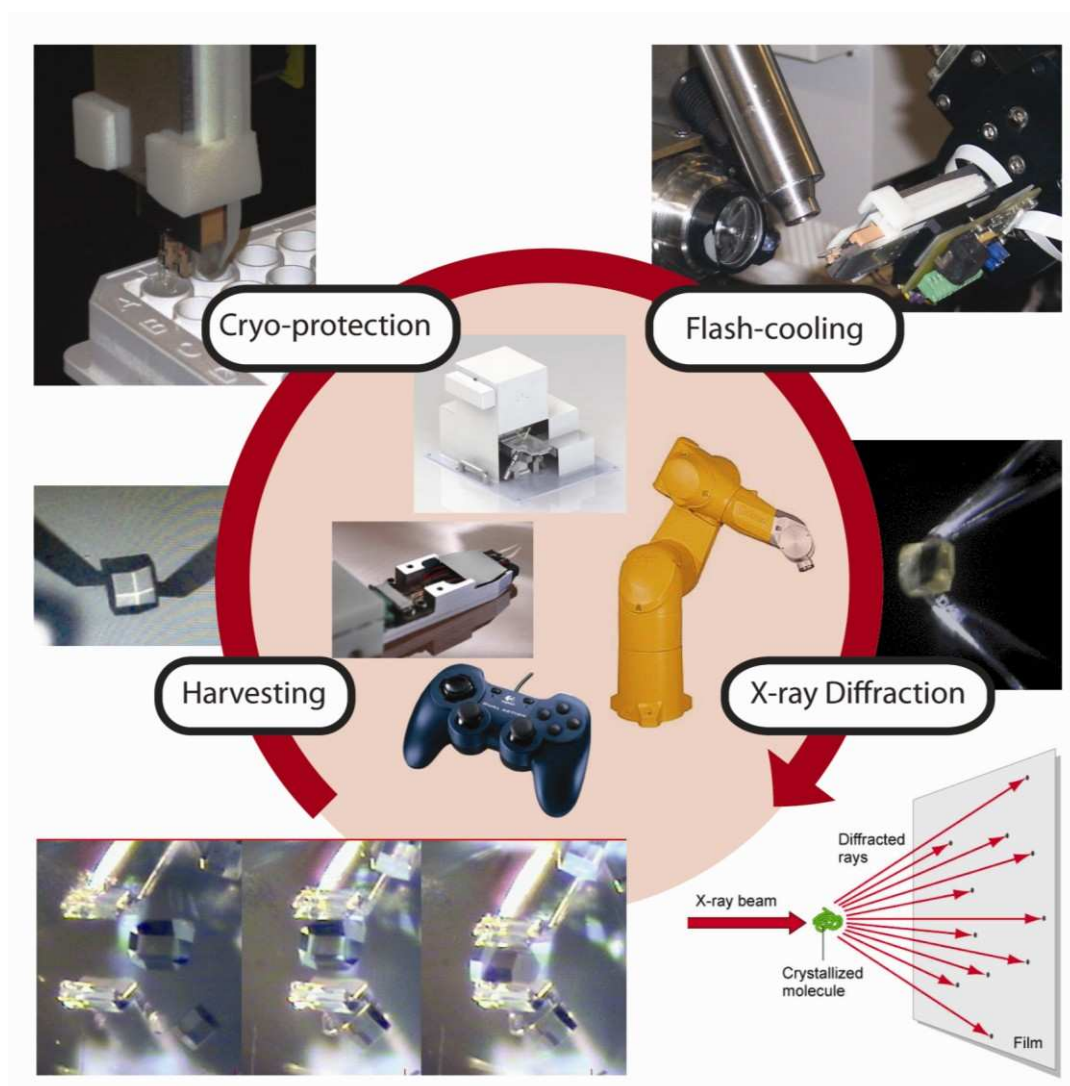 Cryo-protection
Flash-cooling
Harvesting
X-ray Diffraction
Diffracted
rays
X-ray beam
Crystallized
molecule
Film